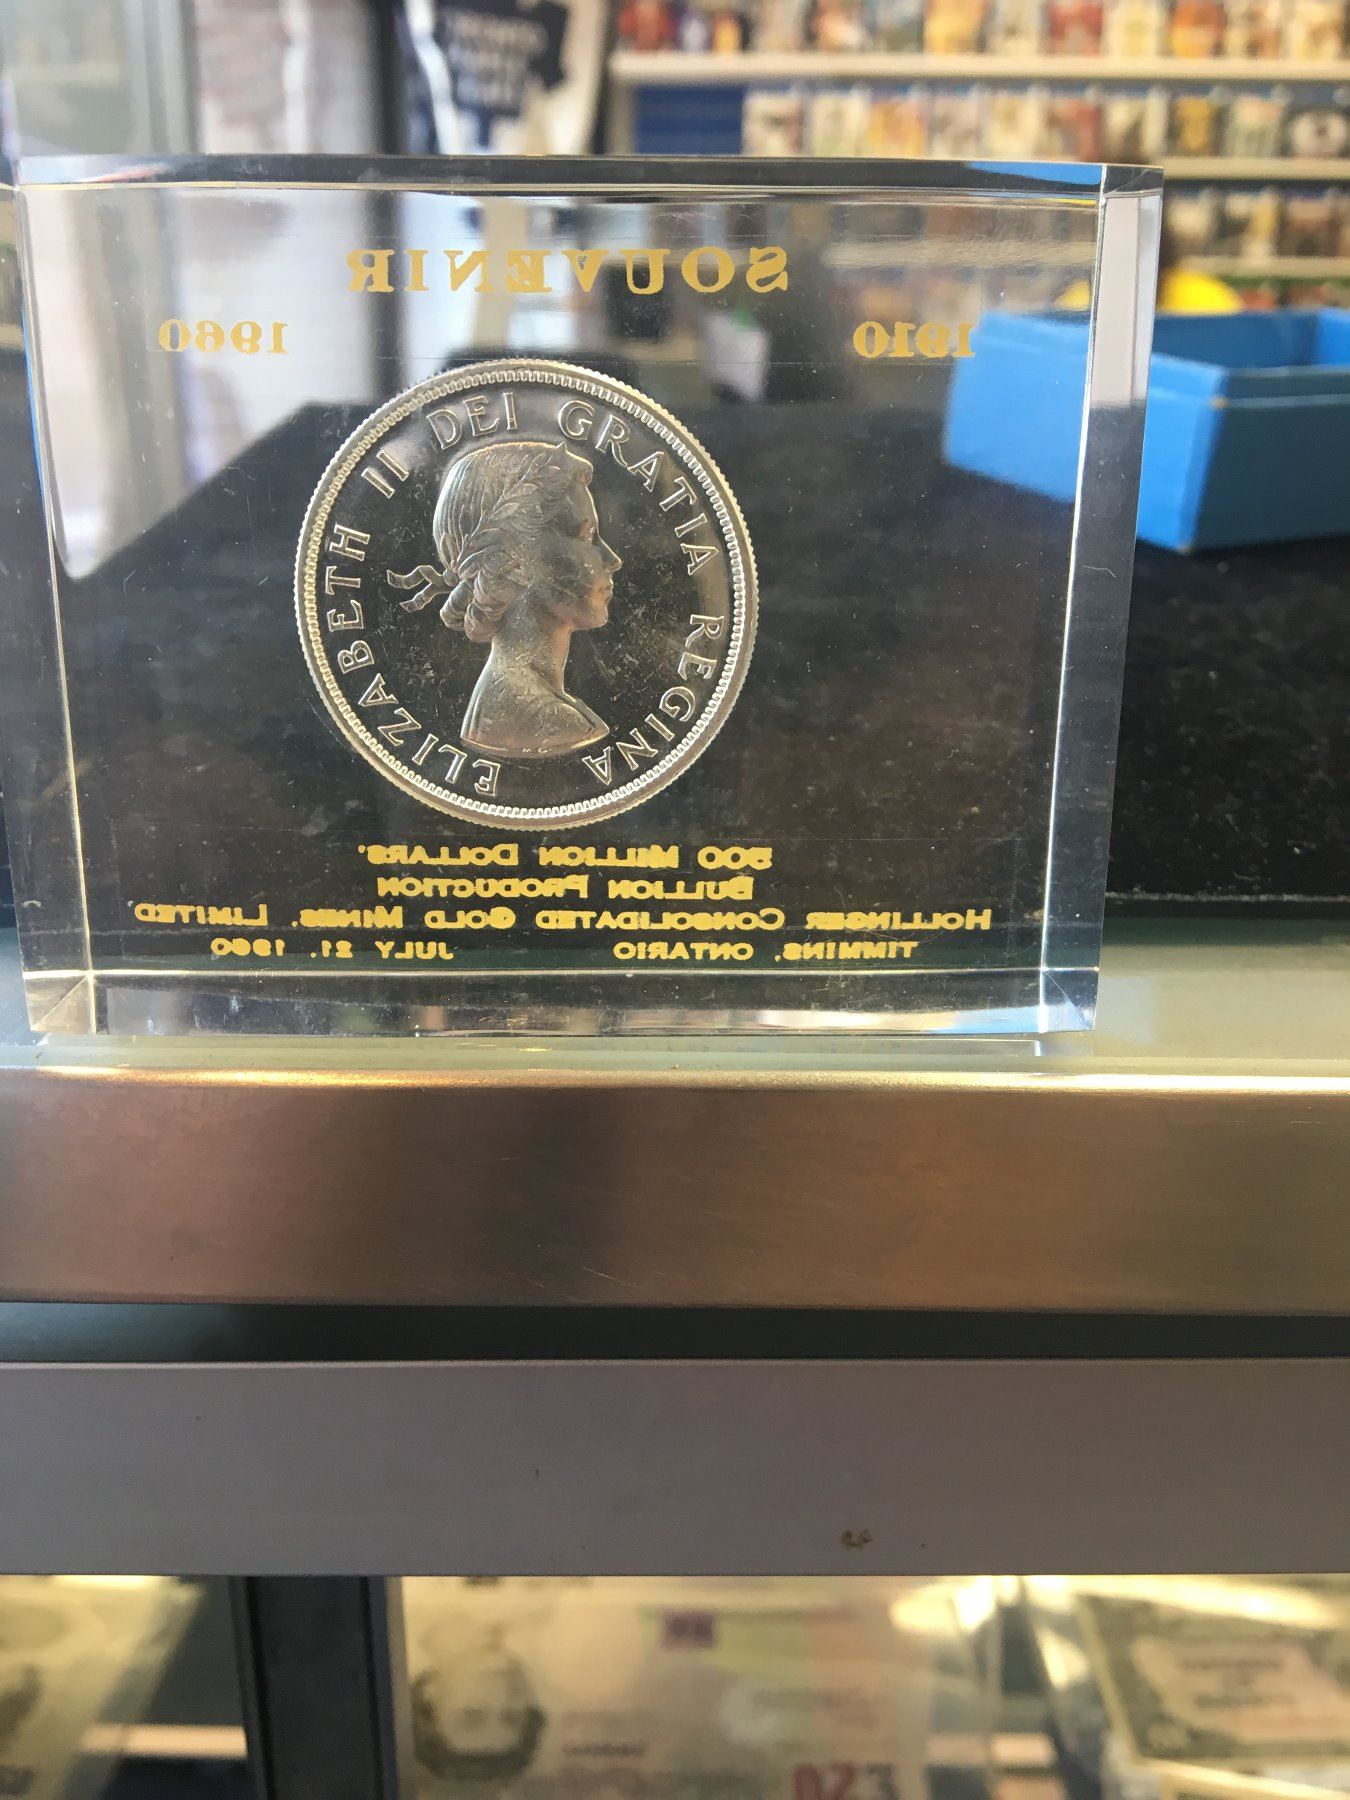 SOUVENIR
1910 1960
ELIZABETH II DEI GRATIA REGINA
500 MILLION DOLLARS'
BULLION PRODUCTION
HOLLINGER CONSOLIDATED GOLD MINES, LIMITED
TIMMINS, ONTARIO JULY 21, 1960